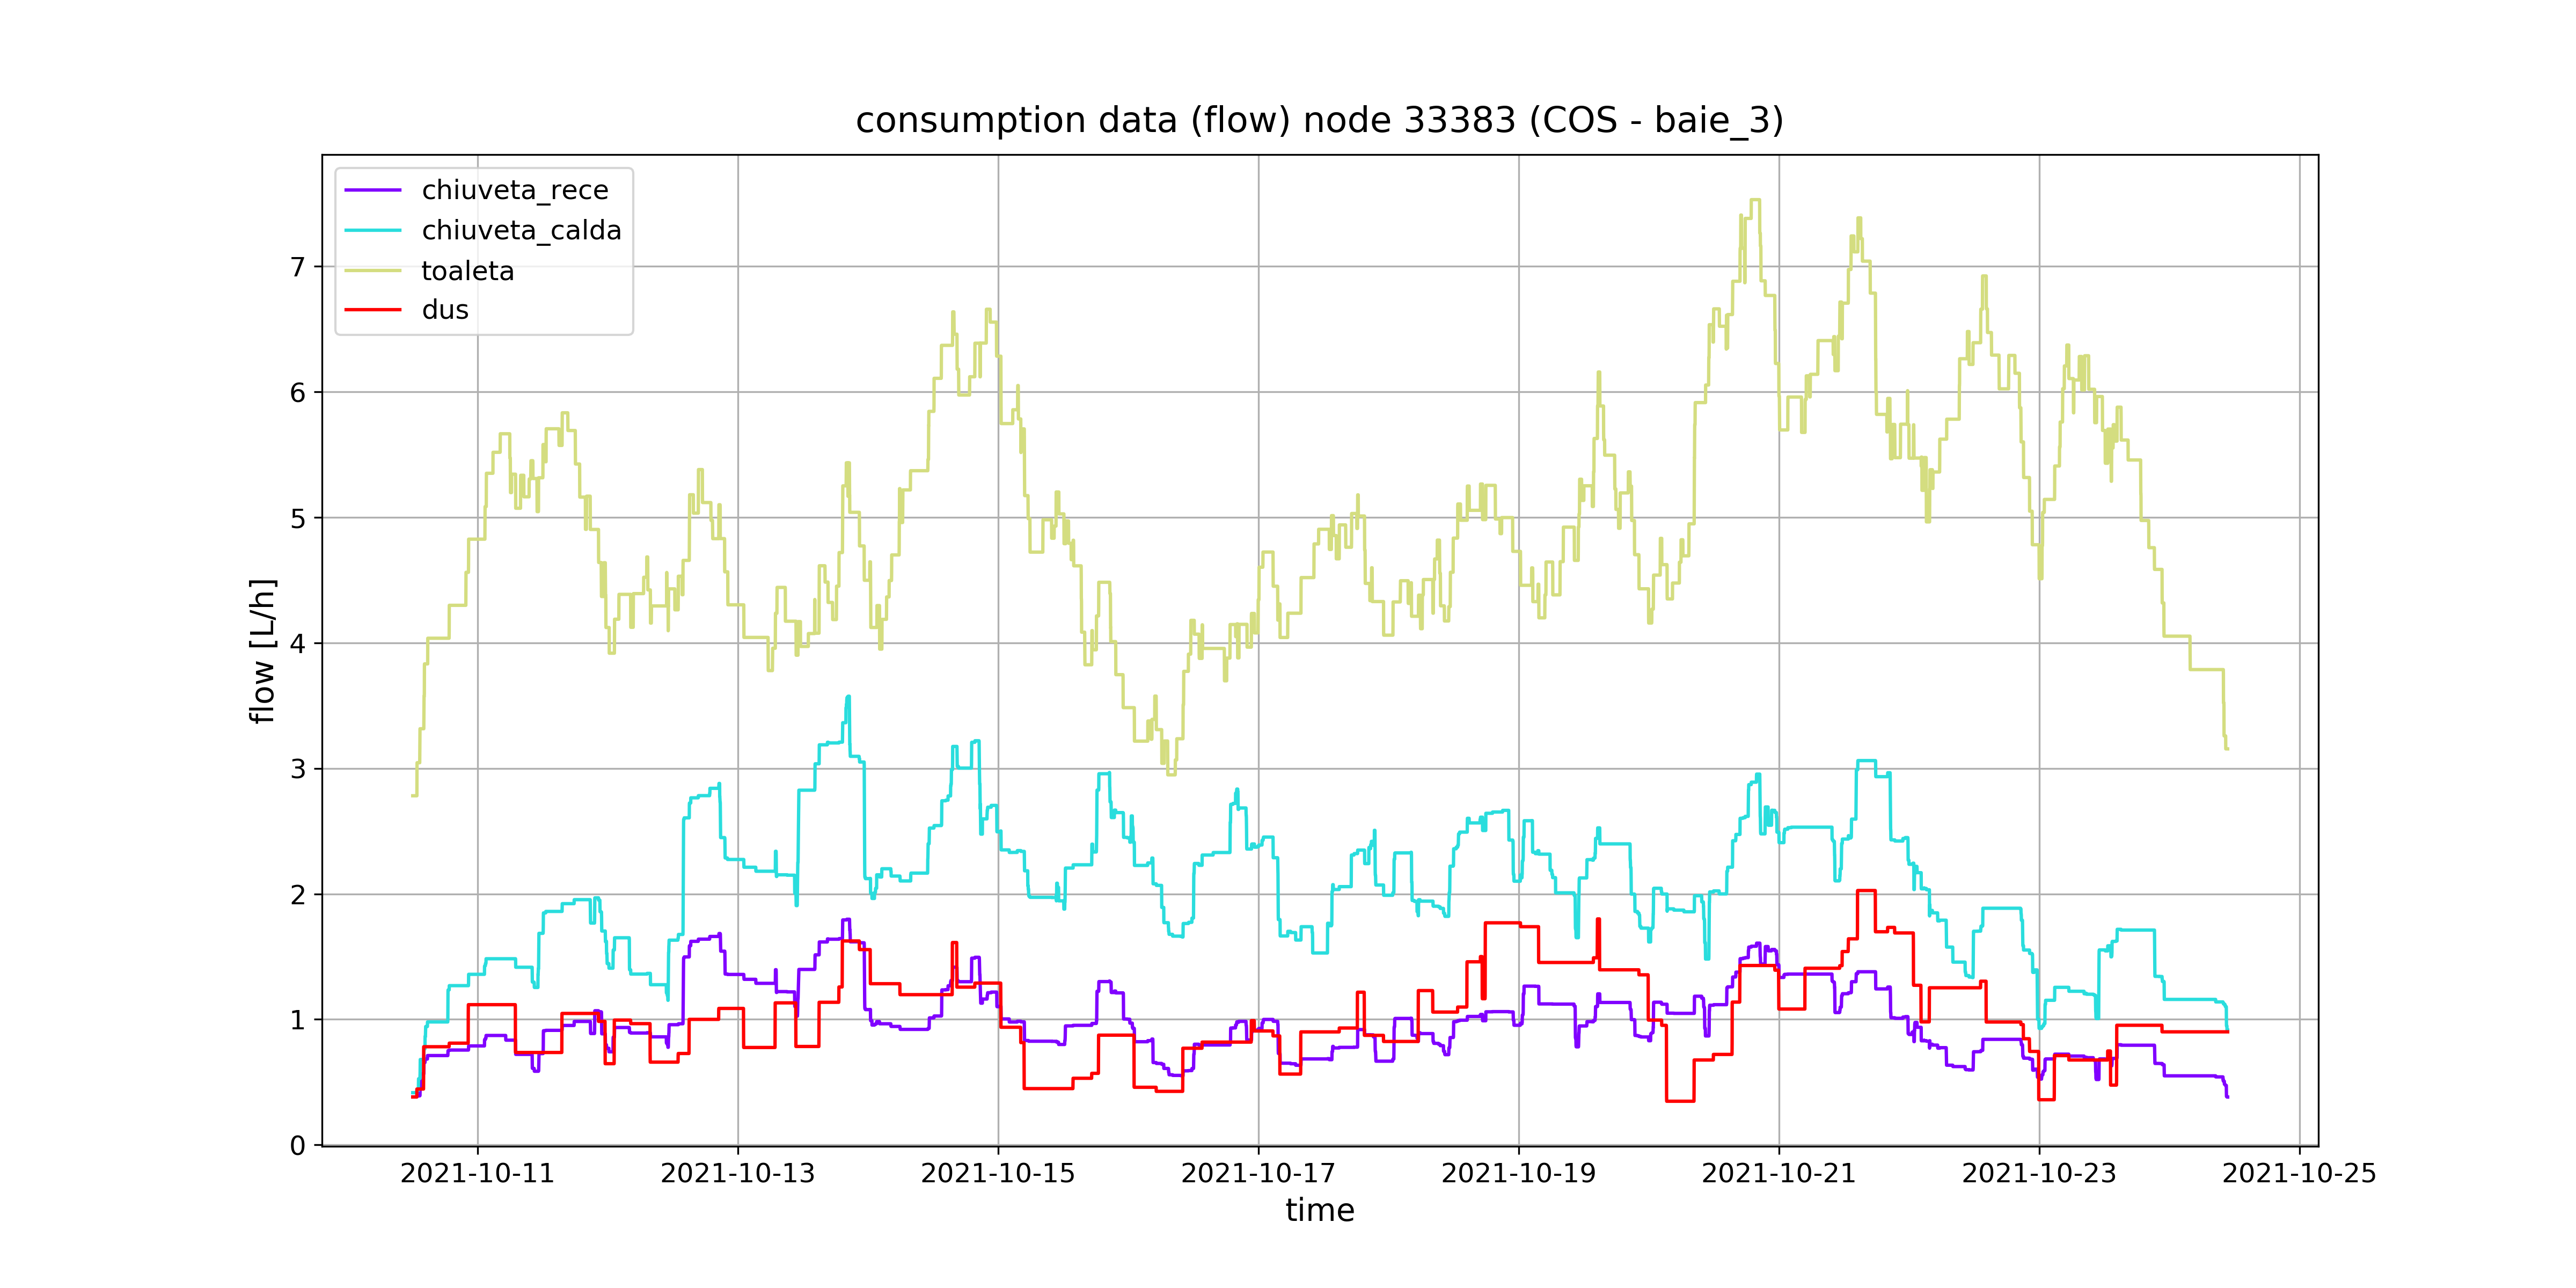 consumption data (flow) node 33383 (COS - baie_3)
chiuveta_rece
chiuveta_calda
toaleta
dus
flow [L/h]
7
6
5
4
3
2
1
0
2021-10-11 2021-10-13 2021-10-15 2021-10-17 2021-10-19 2021-10-21 2021-10-23 2021-10-25
time